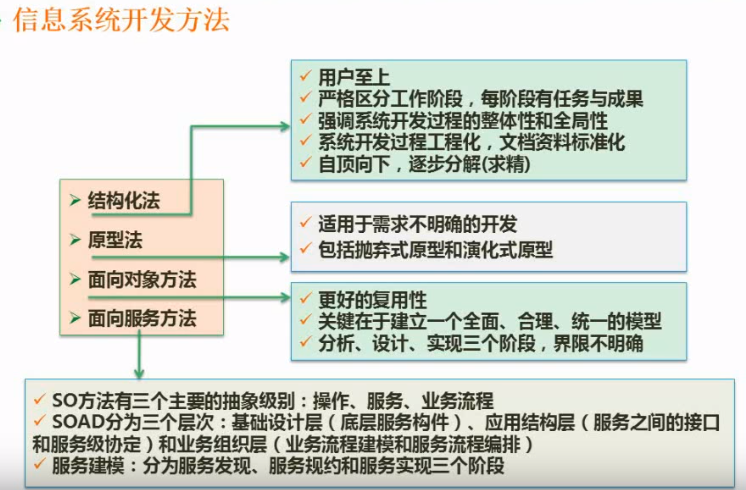 信息系统开发方法
用户至上
严格区分工作阶段，每阶段有任务与成果
强调系统开发过程的整体性和全局性
系统开发过程工程化，文档资料标准化
自顶向下，逐步分解(求精)
结构化法
原型法
面向对象方法
面向服务方法
适用于需求不明确的开发
包括抛弃式原型和演化式原型
更好的复用性
关键在于建立一个全面、合理、统一的模型
分析、设计、实现三个阶段，界限不明确
SO方法有三个主要的抽象级别：操作、服务、业务流程
SOAD分为三个层次：基础设计层（底层服务构件）、应用结构层（服务之间的接口
和服务级协定）和业务组织层（业务流程建模和服务流程编排）
服务建模：分为服务发现、服务规约和服务实现三个阶段